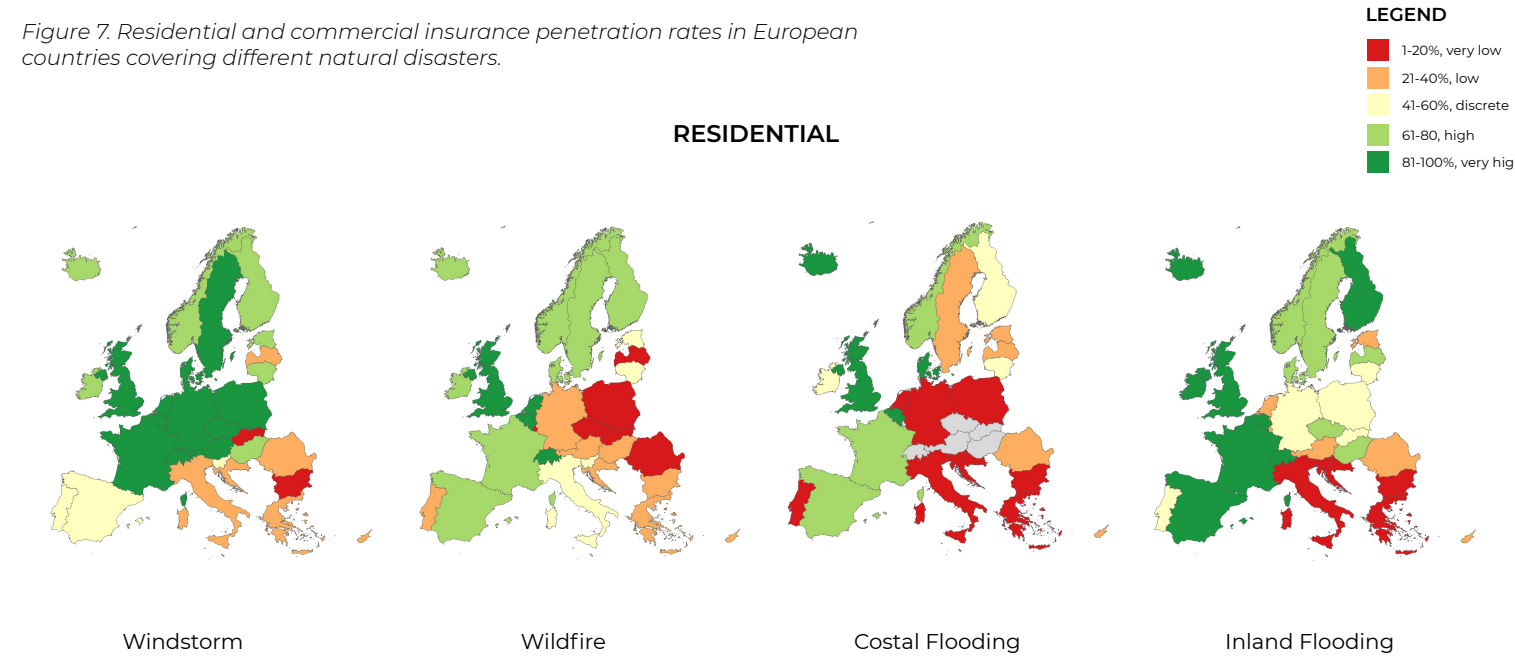 Figure 7. Residential and commercial insurance penetration rates in European
countries covering different natural disasters.
LEGEND
1-20%, very low
21-40%, low
41-60%, discrete
61-80, high
81-100%, very hig
RESIDENTIAL
Windstorm
Wildfire
Costal Flooding
Inland Flooding